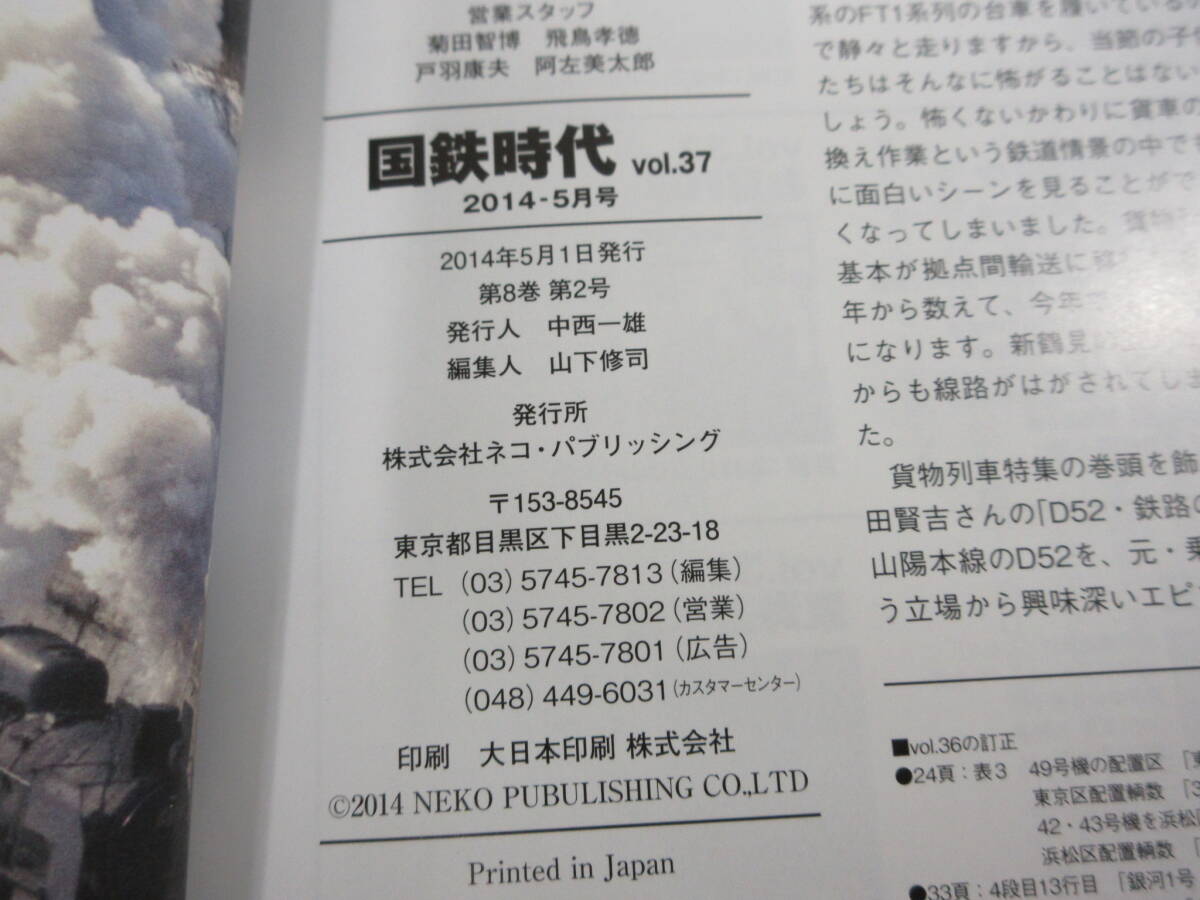 営業スタッフ
菊田智博　飛鳥孝德
戸羽康夫　阿左美太郎
国鉄時代 vol.37
2014-5月号
2014年5月1日発行
第8巻 第2号
発行人　中西一雄
編集人　山下修司
発行所
株式会社ネコ・パブリッシング
〒153-8545
東京都目黒区下目黒2-23-18
TEL (03) 5745-7813 (編集)
(03) 5745-7802 (営業)
(03) 5745-7801 (広告)
(048) 449-6031 (カスタマーセンター)
印刷　大日本印刷 株式会社
©2014 NEKO PUBULISHING CO.,LTD
Printed in Japan
系のFT1系列の台車を履いているの
で静々と走りますから、当節の子供
たちはそんなに怖がることはない
しょう。怖くないかわりに貨車の
換え作業という鉄道情景の中でも
に面白いシーンを見ることがで
くなってしまいました。貨物列
基本が拠点間輸送に
年から数えて、今年で
になります。新鶴見
からも線路がはがされてしま
た。
貨物列車特集の巻頭を飾
田賢吉さんの「D52・鉄路の
山陽本線のD52を、元・乗
う立場から興味深いエピ
■vol.36の訂正
●24頁：表3　49号機の配置区　「東
東京区配置輌数　「3
42・43号機を浜松
浜松区配置輌数　「
●33頁：4段目13行目　「銀河1号